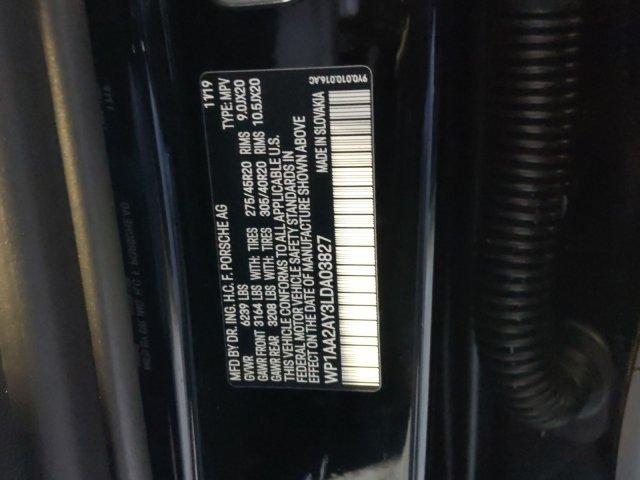 MFD BY DR. ING. H.C. F. PORSCHE AG 11/19
GVWR 6239 LBS TYPE: MPV
GAWR FRONT 3164 LBS WITH: TIRES 275/45R20 RIMS 9.0JX20
GAWR REAR 3208 LBS WITH: TIRES 305/40R20 RIMS 10.5JX20
THIS VEHICLE CONFORMS TO ALL APPLICABLE U.S.
FEDERAL MOTOR VEHICLE SAFETY STANDARDS IN
EFFECT ON THE DATE OF MANUFACTURE SHOWN ABOVE
WP1AA2AY3LDA03827 MADE IN SLOVAKIA
9Y0.010.016.AC